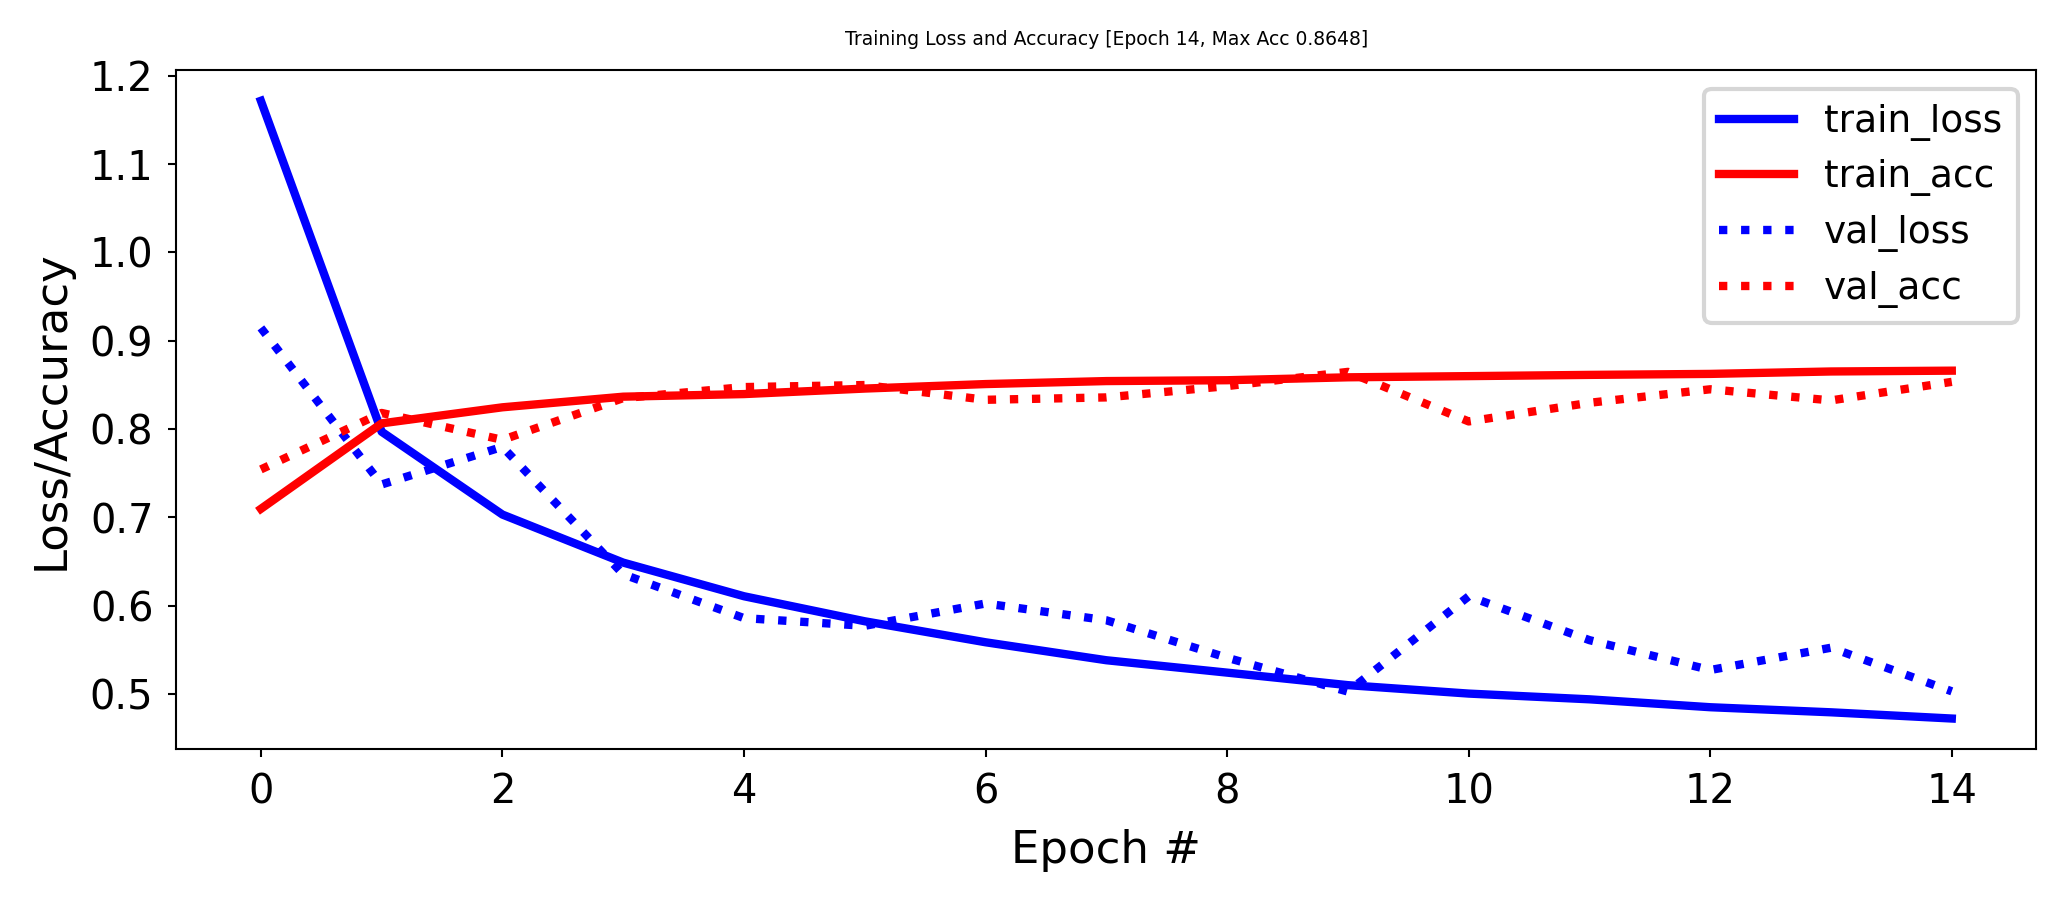 Training Loss and Accuracy [Epoch 14, Max Acc 0.8648]
Loss/Accuracy
1.2
1.1
1.0
0.9
0.8
0.7
0.6
0.5
train_loss
train_acc
val_loss
val_acc
0 2 4 6 8 10 12 14
Epoch #